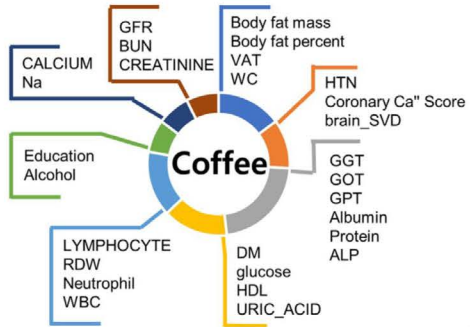 GFR
BUN
CREATININE
Body fat mass
Body fat percent
VAT
WC
CALCIUM
Na
HTN
Coronary Ca" Score
brain_SVD
Education
Alcohol
Coffee
GGT
GOT
GPT
Albumin
Protein
ALP
LYMPHOCYTE
RDW
Neutrophil
WBC
DM
glucose
HDL
URIC_ACID